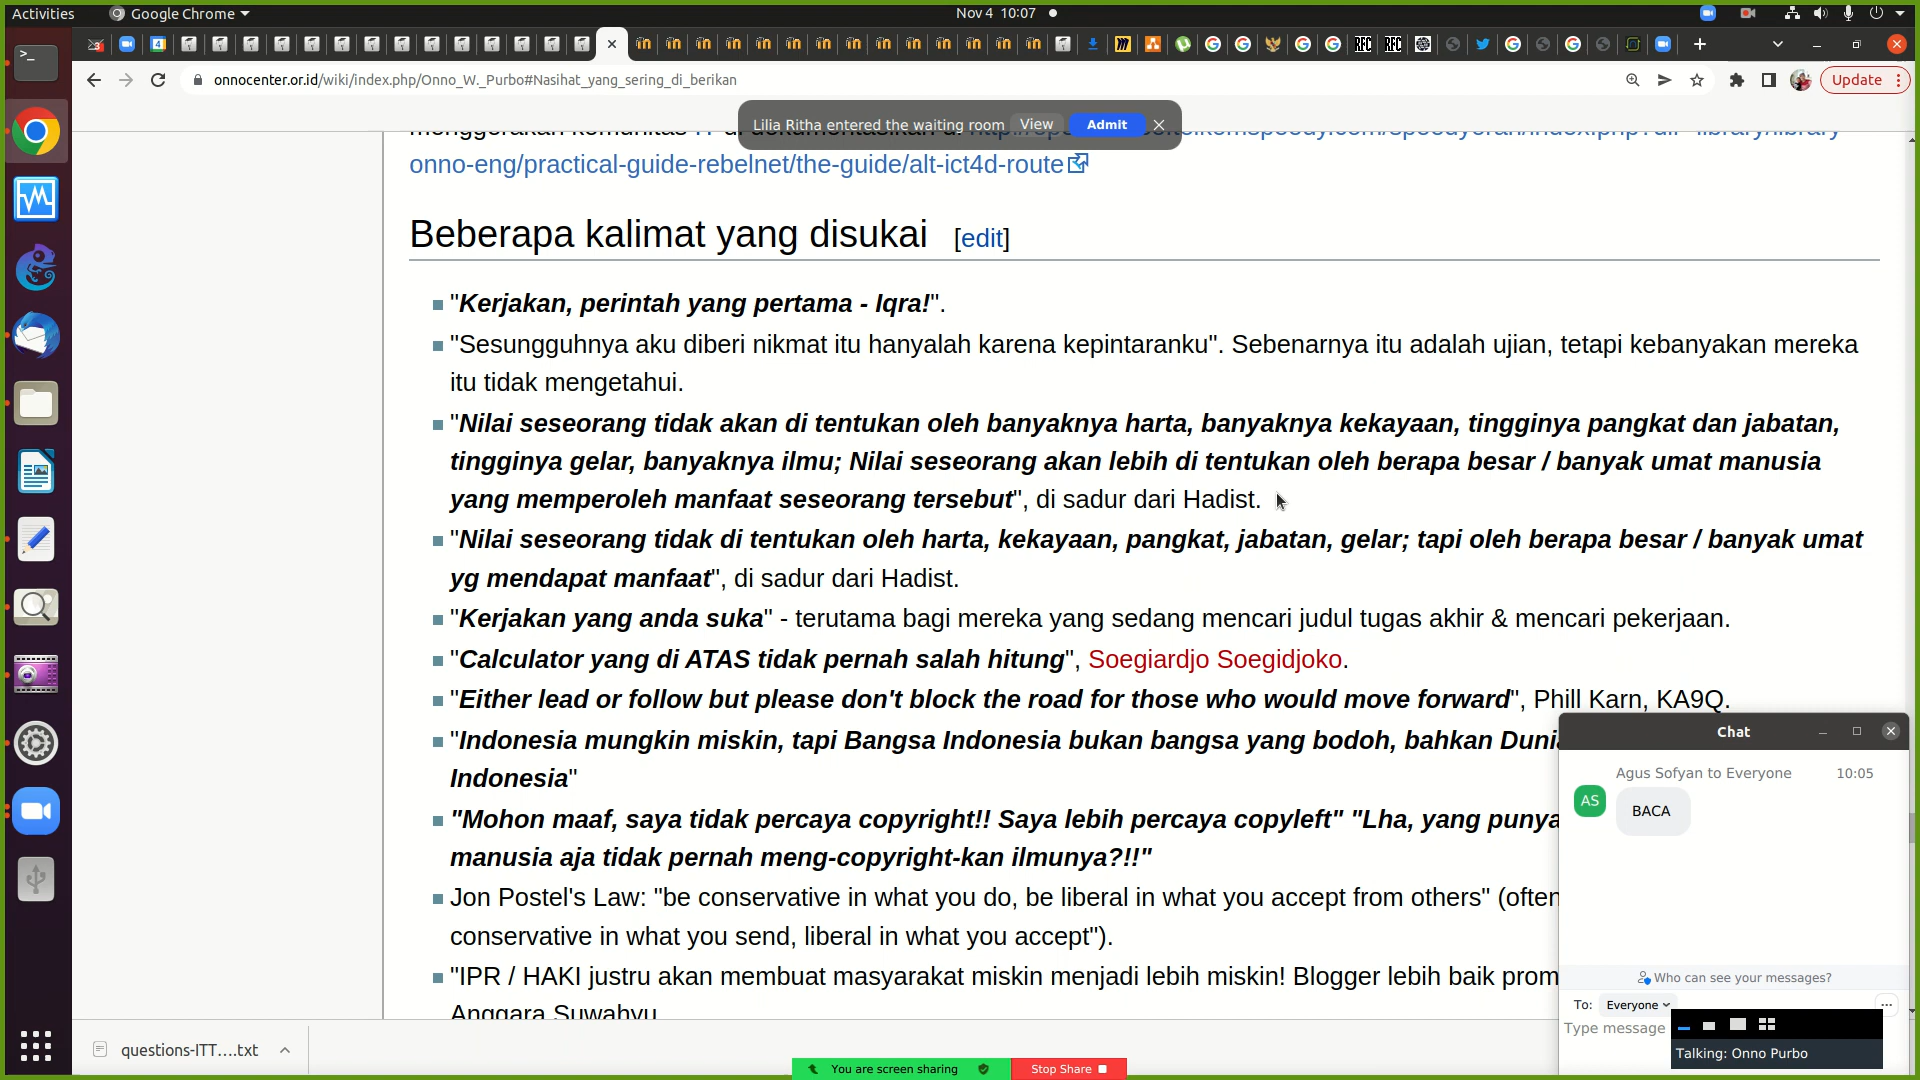 Activities
Google Chrome
Nov 4 10:07
onnocenter.or.id/wiki/index.php/Onno_W._Purbo#Nasihat_yang_sering_di_berikan
Update
Lilia Ritha entered the waiting room View Admit
onno-eng/practical-guide-rebelnet/the-guide/alt-ict4d-route
Beberapa kalimat yang disukai [edit]
"Kerjakan, perintah yang pertama - Iqra!".
"Sesungguhnya aku diberi nikmat itu hanyalah karena kepintaranku". Sebenarnya itu adalah ujian, tetapi kebanyakan mereka
itu tidak mengetahui.
"Nilai seseorang tidak akan di tentukan oleh banyaknya harta, banyaknya kekayaan, tingginya pangkat dan jabatan,
tingginya gelar, banyaknya ilmu; Nilai seseorang akan lebih di tentukan oleh berapa besar / banyak umat manusia
yang memperoleh manfaat seseorang tersebut", di sadur dari Hadist.
"Nilai seseorang tidak di tentukan oleh harta, kekayaan, pangkat, jabatan, gelar; tapi oleh berapa besar / banyak umat
yg mendapat manfaat", di sadur dari Hadist.
"Kerjakan yang anda suka" - terutama bagi mereka yang sedang mencari judul tugas akhir & mencari pekerjaan.
"Calculator yang di ATAS tidak pernah salah hitung", Soegiardjo Soegidjoko.
"Either lead or follow but please don't block the road for those who would move forward", Phill Karn, KA9Q.
"Indonesia mungkin miskin, tapi Bangsa Indonesia bukan bangsa yang bodoh, bahkan
Indonesia"
"Mohon maaf, saya tidak percaya copyright!! Saya lebih percaya copyleft" "Lha, yang punya
manusia aja tidak pernah meng-copyright-kan ilmunya?!!"
Jon Postel's Law: "be conservative in what you do, be liberal in what you accept from others" (often
conservative in what you send, liberal in what you accept").
"IPR / HAKI justru akan membuat masyarakat miskin menjadi lebih miskin! Blogger lebih baik prom
Anggara Suwahyu
Chat
Agus Sofyan to Everyone 10:05
AS
BACA
Who can see your messages?
To: Everyone
Type message
Talking: Onno Purbo
questions-ITT....txt
You are screen sharing
Stop Share